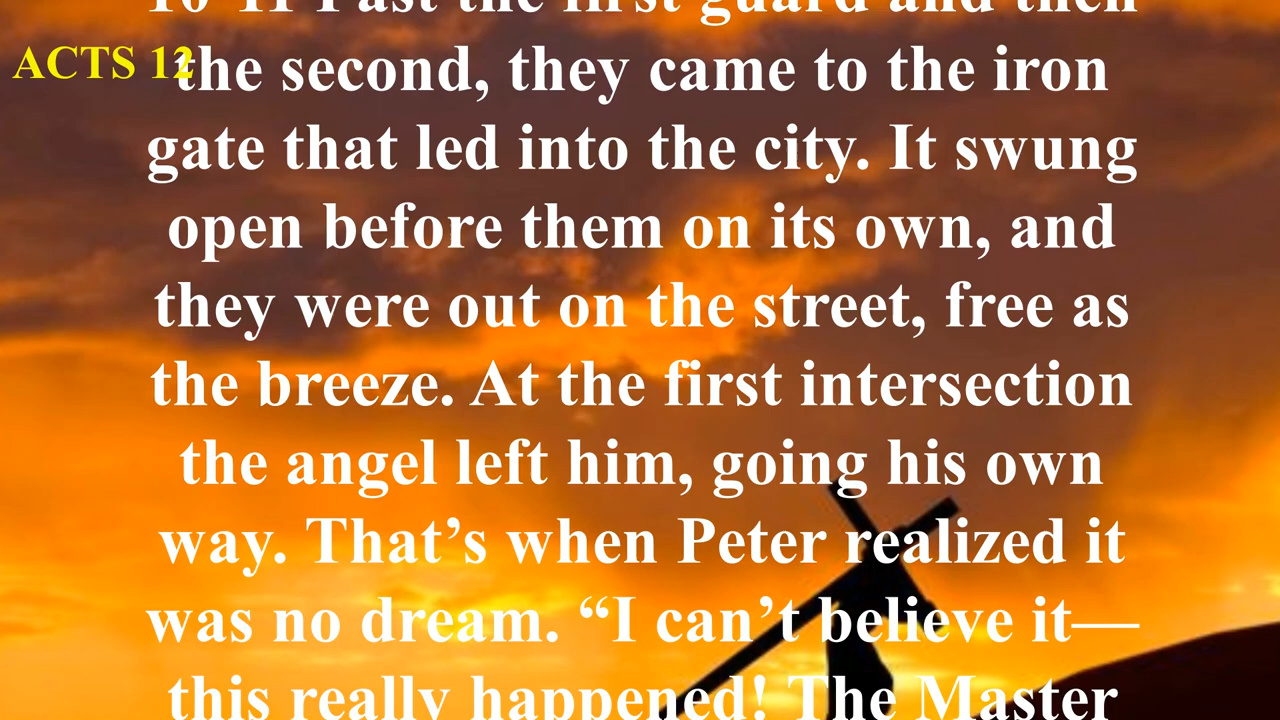 10-11 Past the first guard and then
ACTS 12
the second, they came to the iron
gate that led into the city. It swung
open before them on its own, and
they were out on the street, free as
the breeze. At the first intersection
the angel left him, going his own
way. That’s when Peter realized it
was no dream. “I can’t believe it—
this really happened! The Master